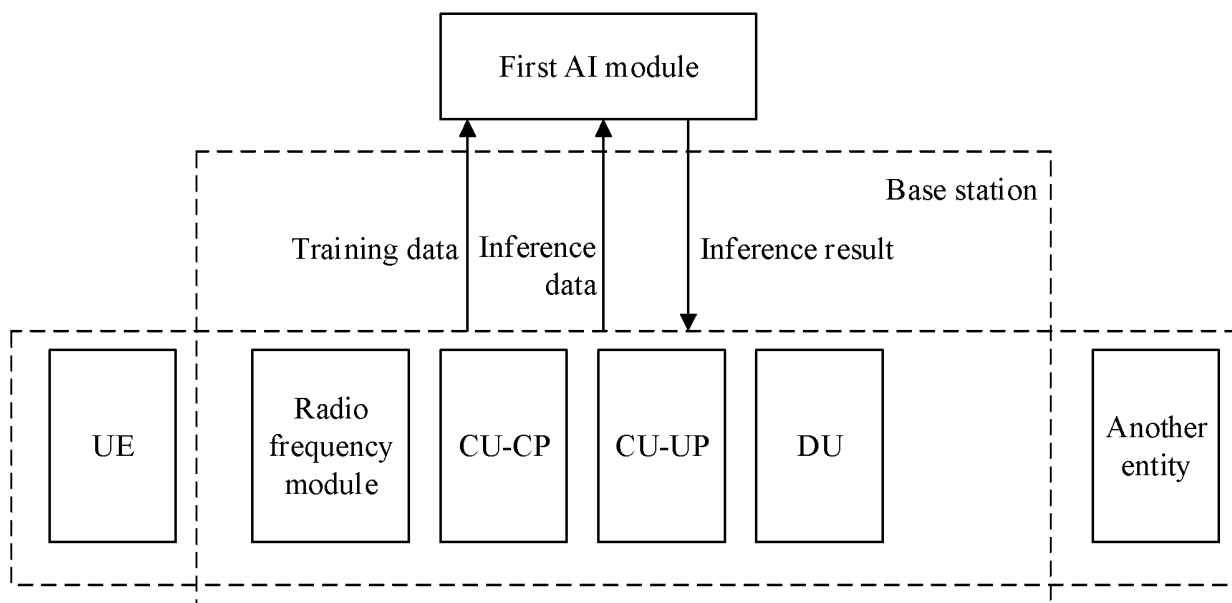 First AI module
Base station
Training data
Inference
data
Inference result
UE
Radio
frequency
module
CU-CP
CU-UP
DU
Another
entity